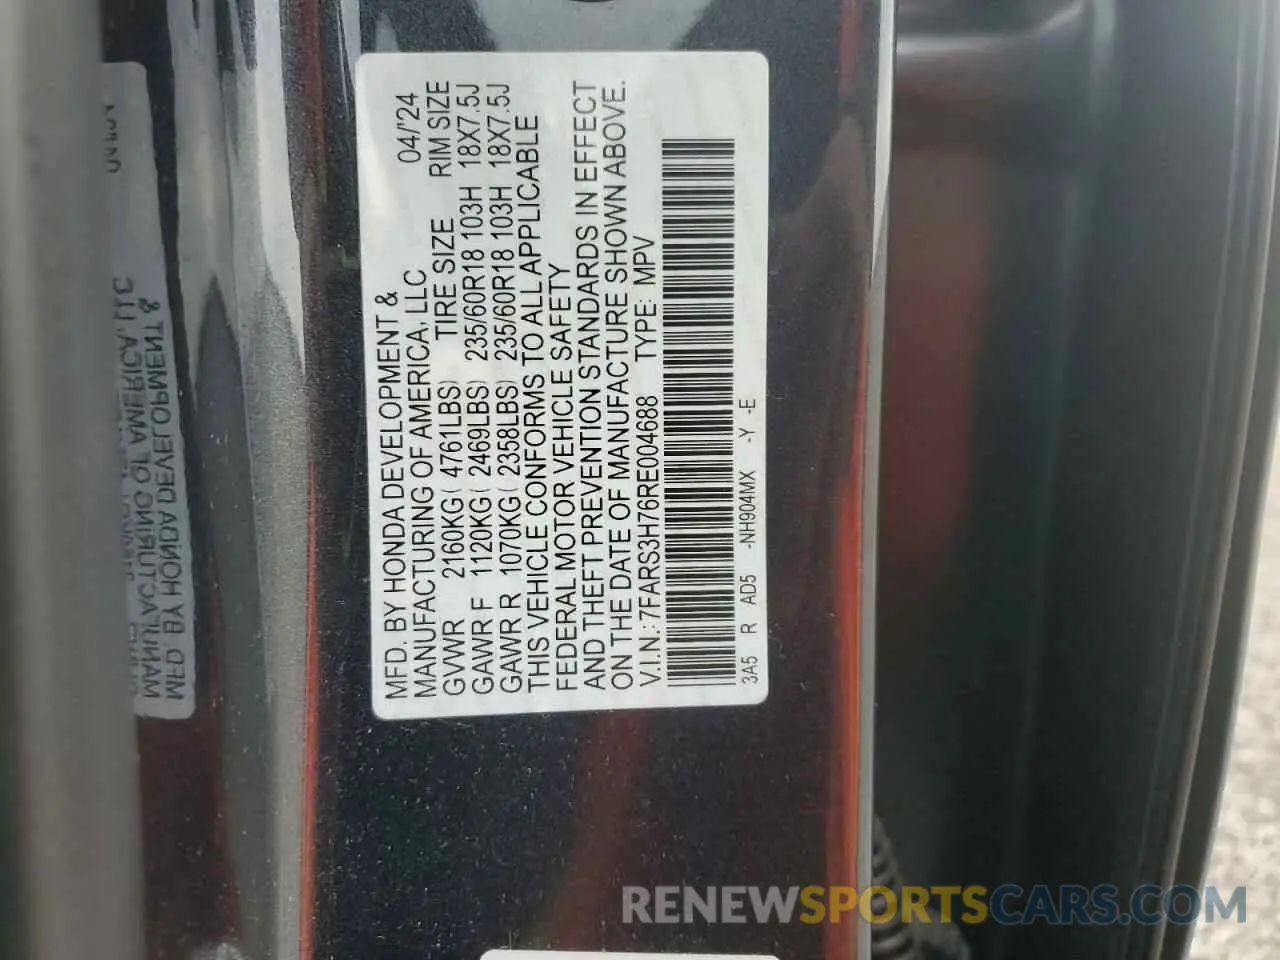 MFD. BY HONDA DEVELOPMENT &
MANUFACTURING OF AMERICA, LLC 04/'24
GVWR 2160KG( 4761LBS) TIRE SIZE RIM SIZE
GAWR F 1120KG( 2469LBS) 235/60R18 103H 18X7.5J
GAWR R 1070KG( 2358LBS) 235/60R18 103H 18X7.5J
THIS VEHICLE CONFORMS TO ALL APPLICABLE
FEDERAL MOTOR VEHICLE SAFETY
AND THEFT PREVENTION STANDARDS IN EFFECT
ON THE DATE OF MANUFACTURE SHOWN ABOVE.
V.I.N.: 7FARS3H76RE004688 TYPE: MPV
3A5 R AD5 -NH904MX -Y -E
RENEWSPORTSCARS.COM